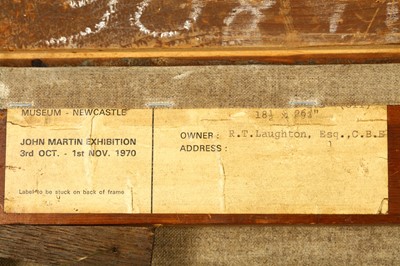 MUSEUM - NEWCASTLE
18½ x 26½"
JOHN MARTIN EXHIBITION
3rd OCT. - 1st NOV. 1970
OWNER : R.T.Laughton, Esq.,C.B.E
ADDRESS :
Label to be stuck on back of frame